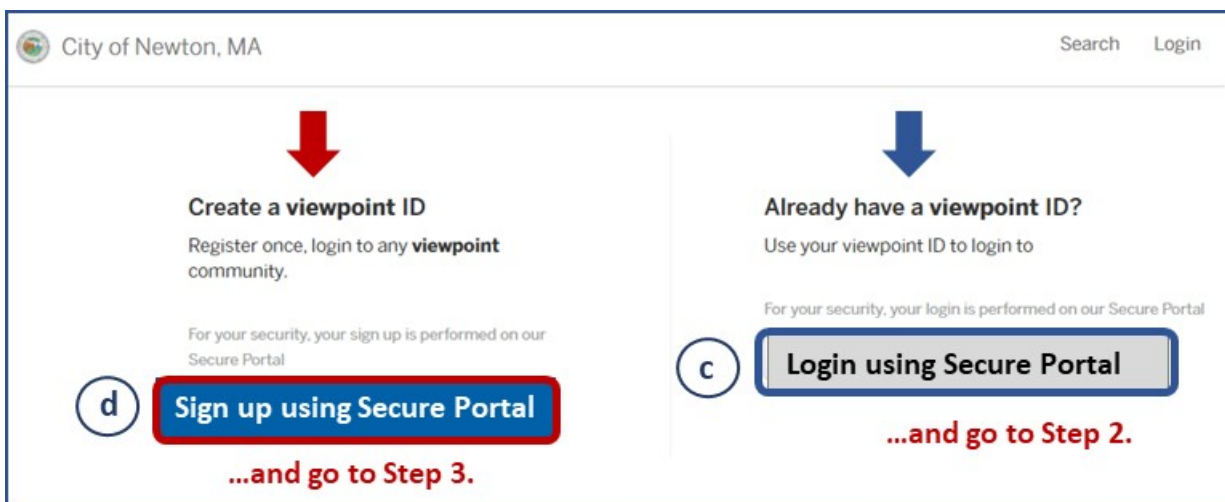 City of Newton, MA
Search Login
Create a viewpoint ID
Register once, login to any viewpoint
community.
For your security, your sign up is performed on our
Secure Portal
d
Sign up using Secure Portal
...and go to Step 3.
Already have a viewpoint ID?
Use your viewpoint ID to login to
For your security, your login is performed on our Secure Portal
c
Login using Secure Portal
...and go to Step 2.